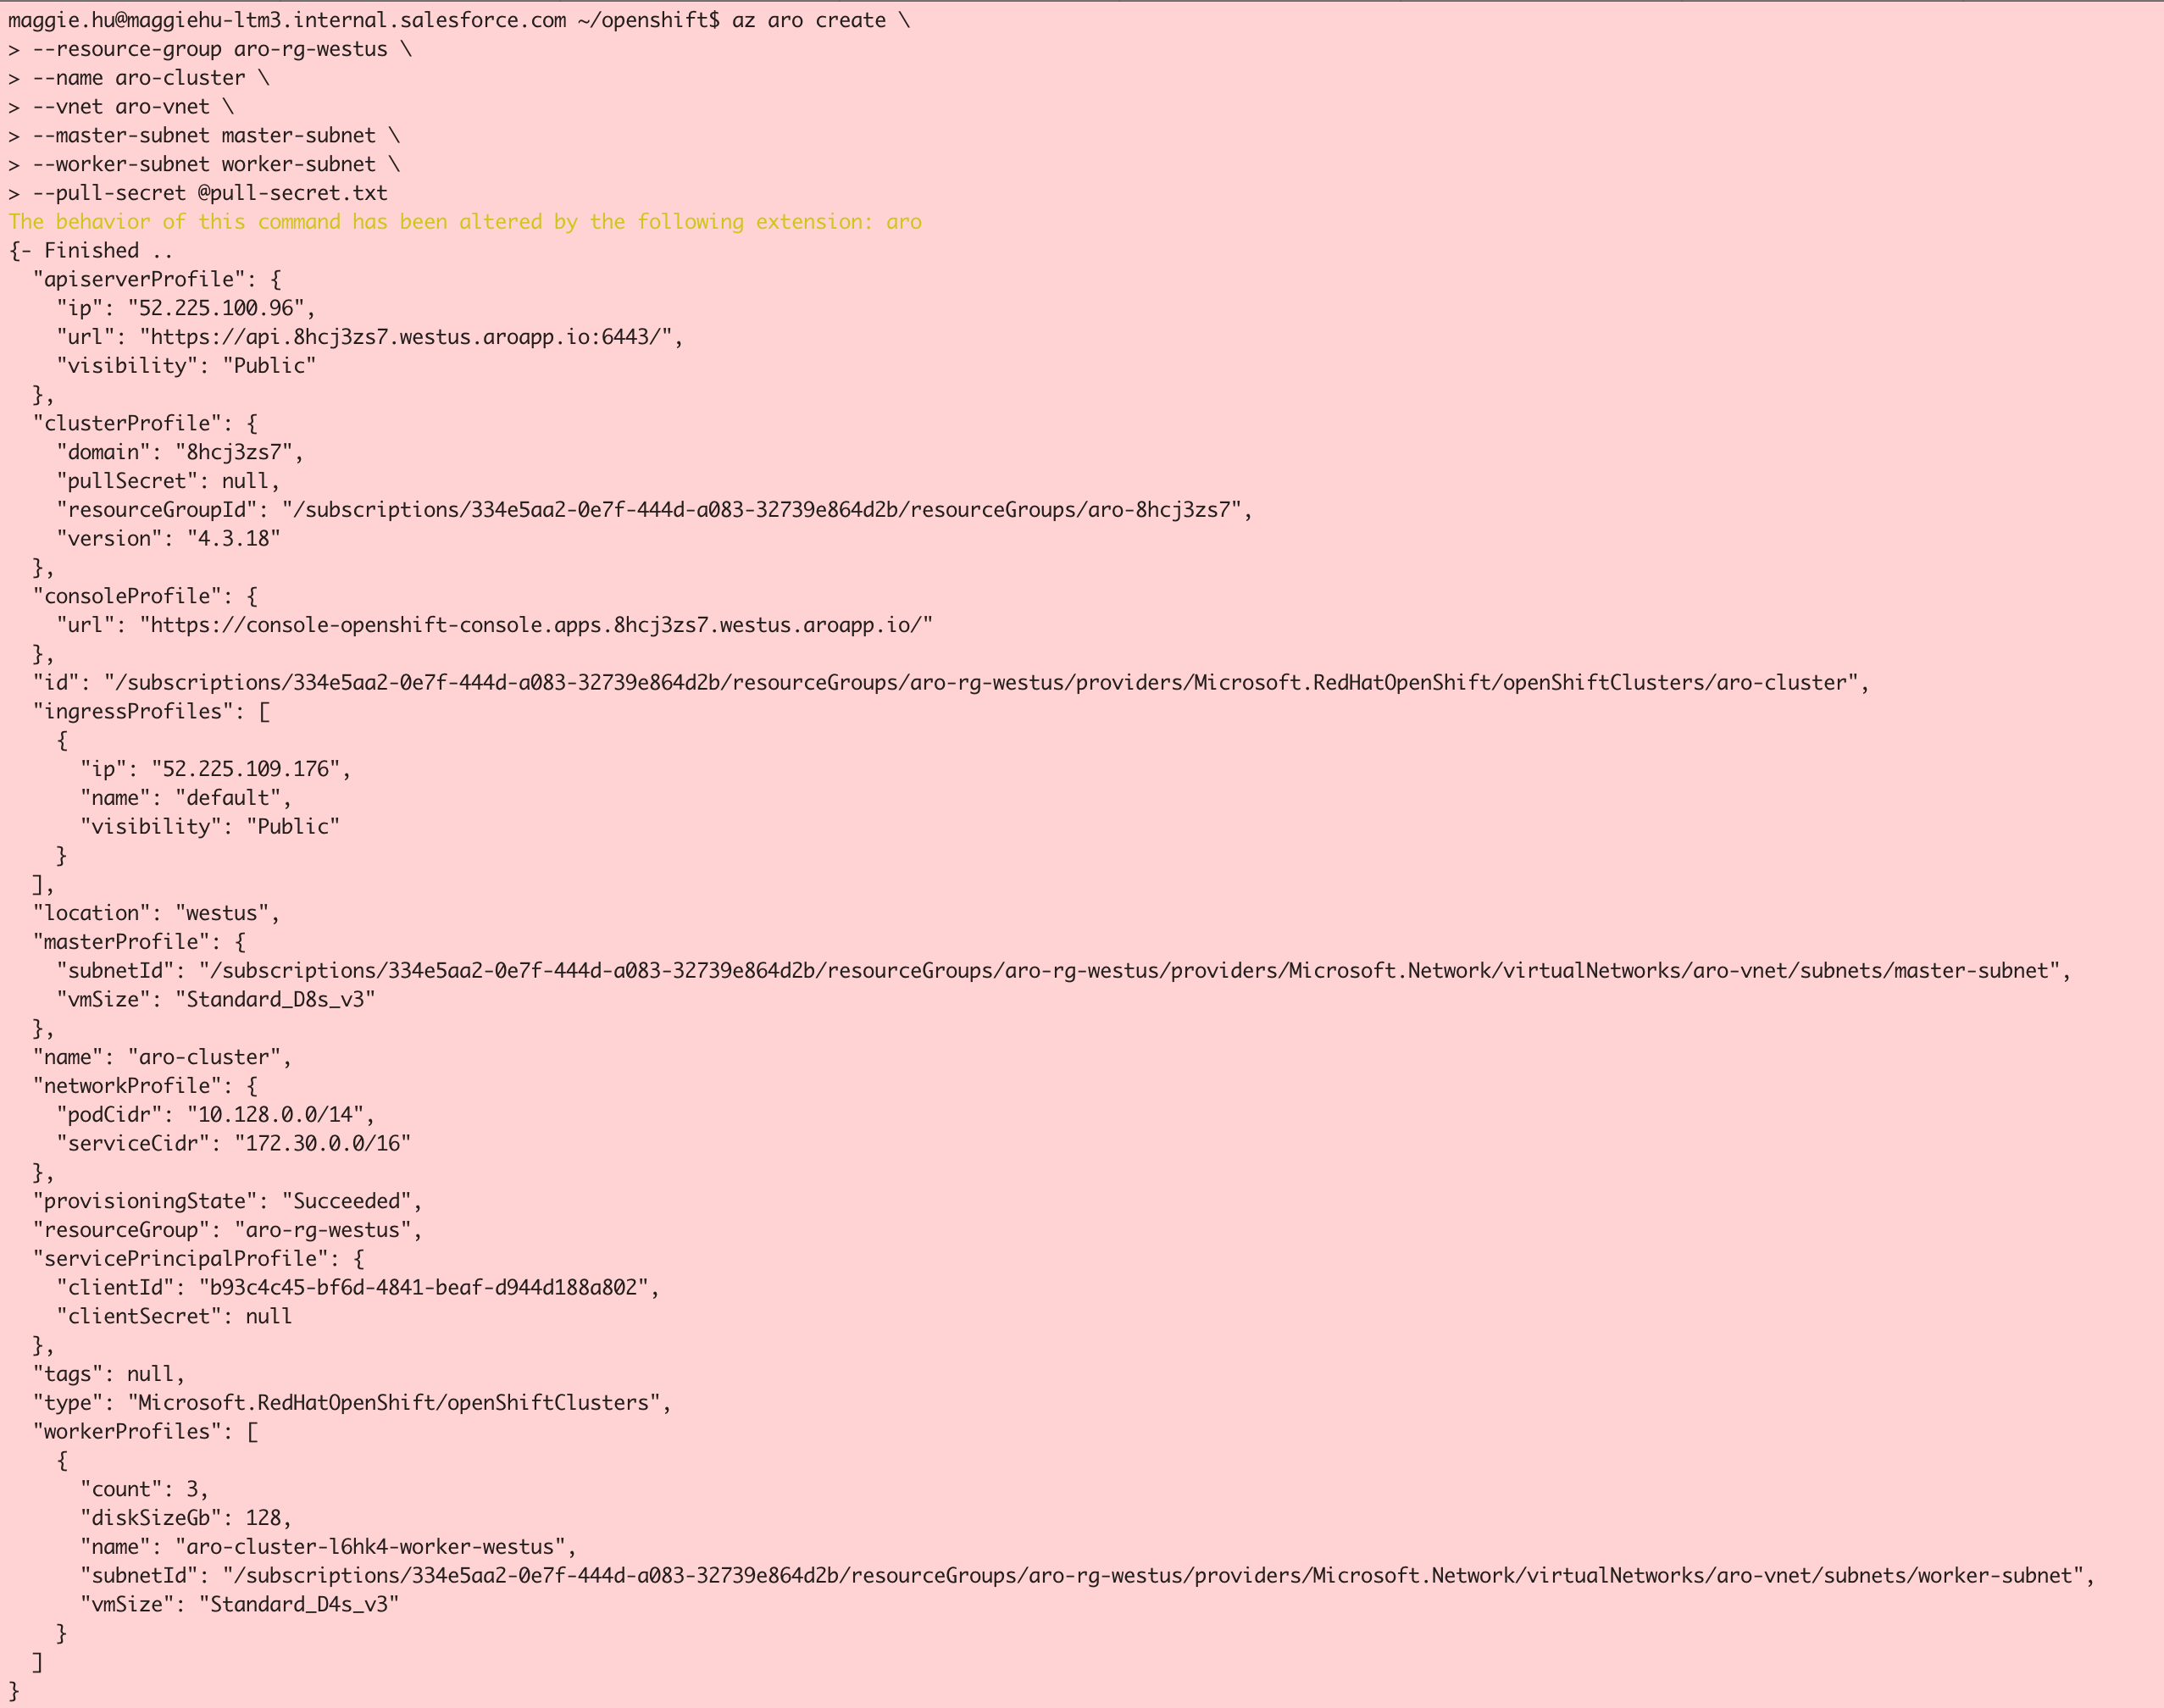 maggie.hu@maggiehu-ltm3.internal.salesforce.com ~/openshift$ az aro create \
> --resource-group aro-rg-westus \
> --name aro-cluster \
> --vnet aro-vnet \
> --master-subnet master-subnet \
> --worker-subnet worker-subnet \
> --pull-secret @pull-secret.txt
The behavior of this command has been altered by the following extension: aro
{- Finished ..
  "apiserverProfile": {
    "ip": "52.225.100.96",
    "url": "https://api.8hcj3zs7.westus.aroapp.io:6443/",
    "visibility": "Public"
  },
  "clusterProfile": {
    "domain": "8hcj3zs7",
    "pullSecret": null,
    "resourceGroupId": "/subscriptions/334e5aa2-0e7f-444d-a083-32739e864d2b/resourceGroups/aro-8hcj3zs7",
    "version": "4.3.18"
  },
  "consoleProfile": {
    "url": "https://console-openshift-console.apps.8hcj3zs7.westus.aroapp.io/"
  },
  "id": "/subscriptions/334e5aa2-0e7f-444d-a083-32739e864d2b/resourceGroups/aro-rg-westus/providers/Microsoft.RedHatOpenShift/openShiftClusters/aro-cluster",
  "ingressProfiles": [
    {
      "ip": "52.225.109.176",
      "name": "default",
      "visibility": "Public"
    }
  ],
  "location": "westus",
  "masterProfile": {
    "subnetId": "/subscriptions/334e5aa2-0e7f-444d-a083-32739e864d2b/resourceGroups/aro-rg-westus/providers/Microsoft.Network/virtualNetworks/aro-vnet/subnets/master-subnet",
    "vmSize": "Standard_D8s_v3"
  },
  "name": "aro-cluster",
  "networkProfile": {
    "podCidr": "10.128.0.0/14",
    "serviceCidr": "172.30.0.0/16"
  },
  "provisioningState": "Succeeded",
  "resourceGroup": "aro-rg-westus",
  "servicePrincipalProfile": {
    "clientId": "b93c4c45-bf6d-4841-beaf-d944d188a802",
    "clientSecret": null
  },
  "tags": null,
  "type": "Microsoft.RedHatOpenShift/openShiftClusters",
  "workerProfiles": [
    {
      "count": 3,
      "diskSizeGb": 128,
      "name": "aro-cluster-l6hk4-worker-westus",
      "subnetId": "/subscriptions/334e5aa2-0e7f-444d-a083-32739e864d2b/resourceGroups/aro-rg-westus/providers/Microsoft.Network/virtualNetworks/aro-vnet/subnets/worker-subnet",
      "vmSize": "Standard_D4s_v3"
    }
  ]
}